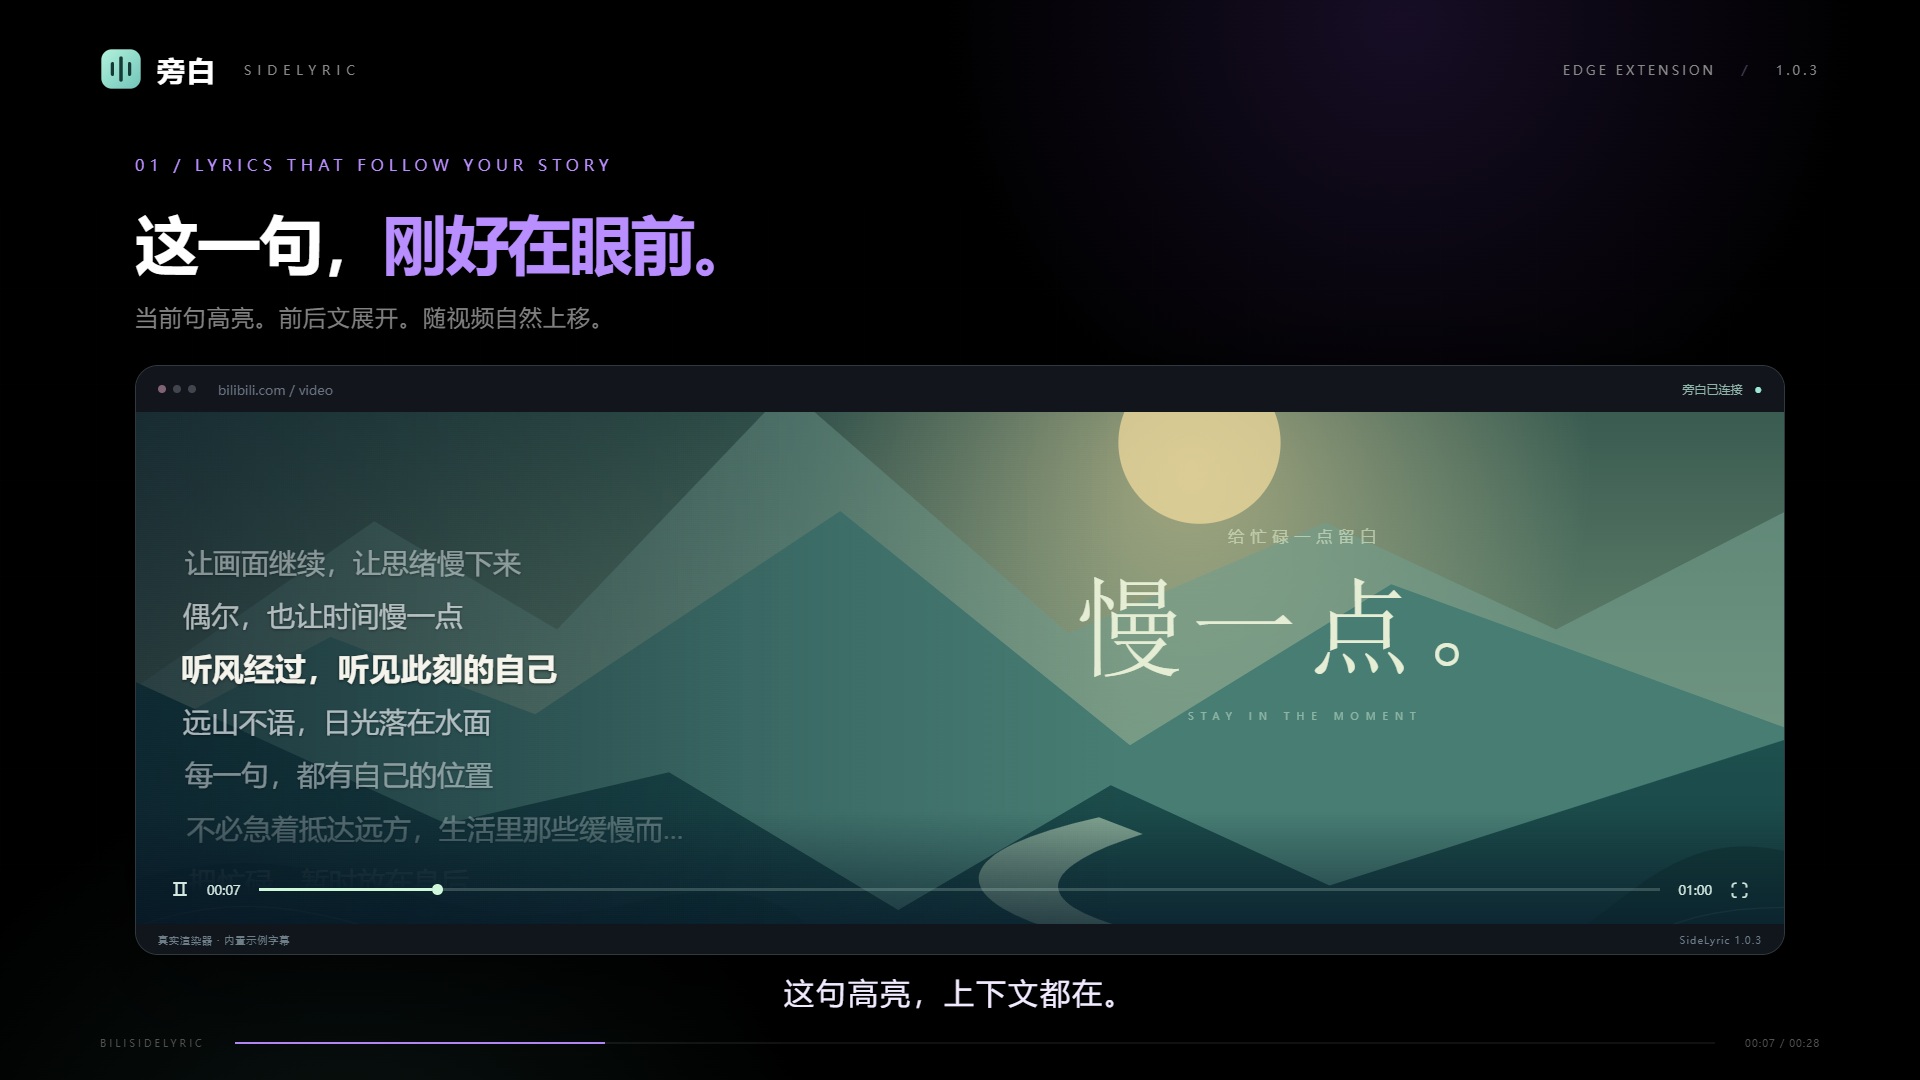 旁白 SIDELYRIC
EDGE EXTENSION / 1.0.3
01 / LYRICS THAT FOLLOW YOUR STORY
这一句，刚好在眼前。
当前句高亮。前后文展开。随视频自然上移。
bilibili.com / video
旁白已连接
让画面继续，让思绪慢下来
偶尔，也让时间慢一点
听风经过，听见此刻的自己
远山不语，日光落在水面
每一句，都有自己的位置
不必急着抵达远方，生活里那些缓慢而...
给忙碌一点留白
慢一点。
STAY IN THE MOMENT
00:07
01:00
真实渲染器 · 内置示例字幕
SideLyric 1.0.3
这句高亮，上下文都在。
BILISIDELYRIC
00:07 / 00:28